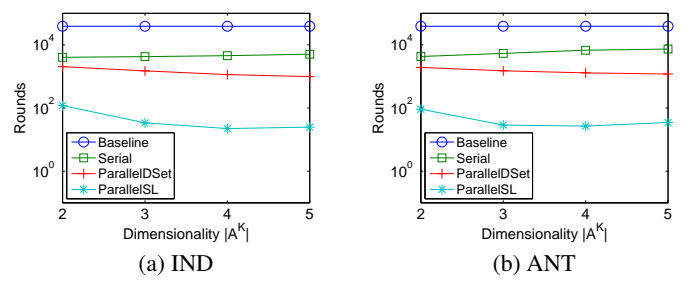 10^4
10^2
10^0
Rounds
Baseline
Serial
ParallelDSet
ParallelSL
2 3 4 5
Dimensionality |A^K|
(a) IND
10^4
10^2
10^0
Rounds
Baseline
Serial
ParallelDSet
ParallelSL
2 3 4 5
Dimensionality |A^K|
(b) ANT